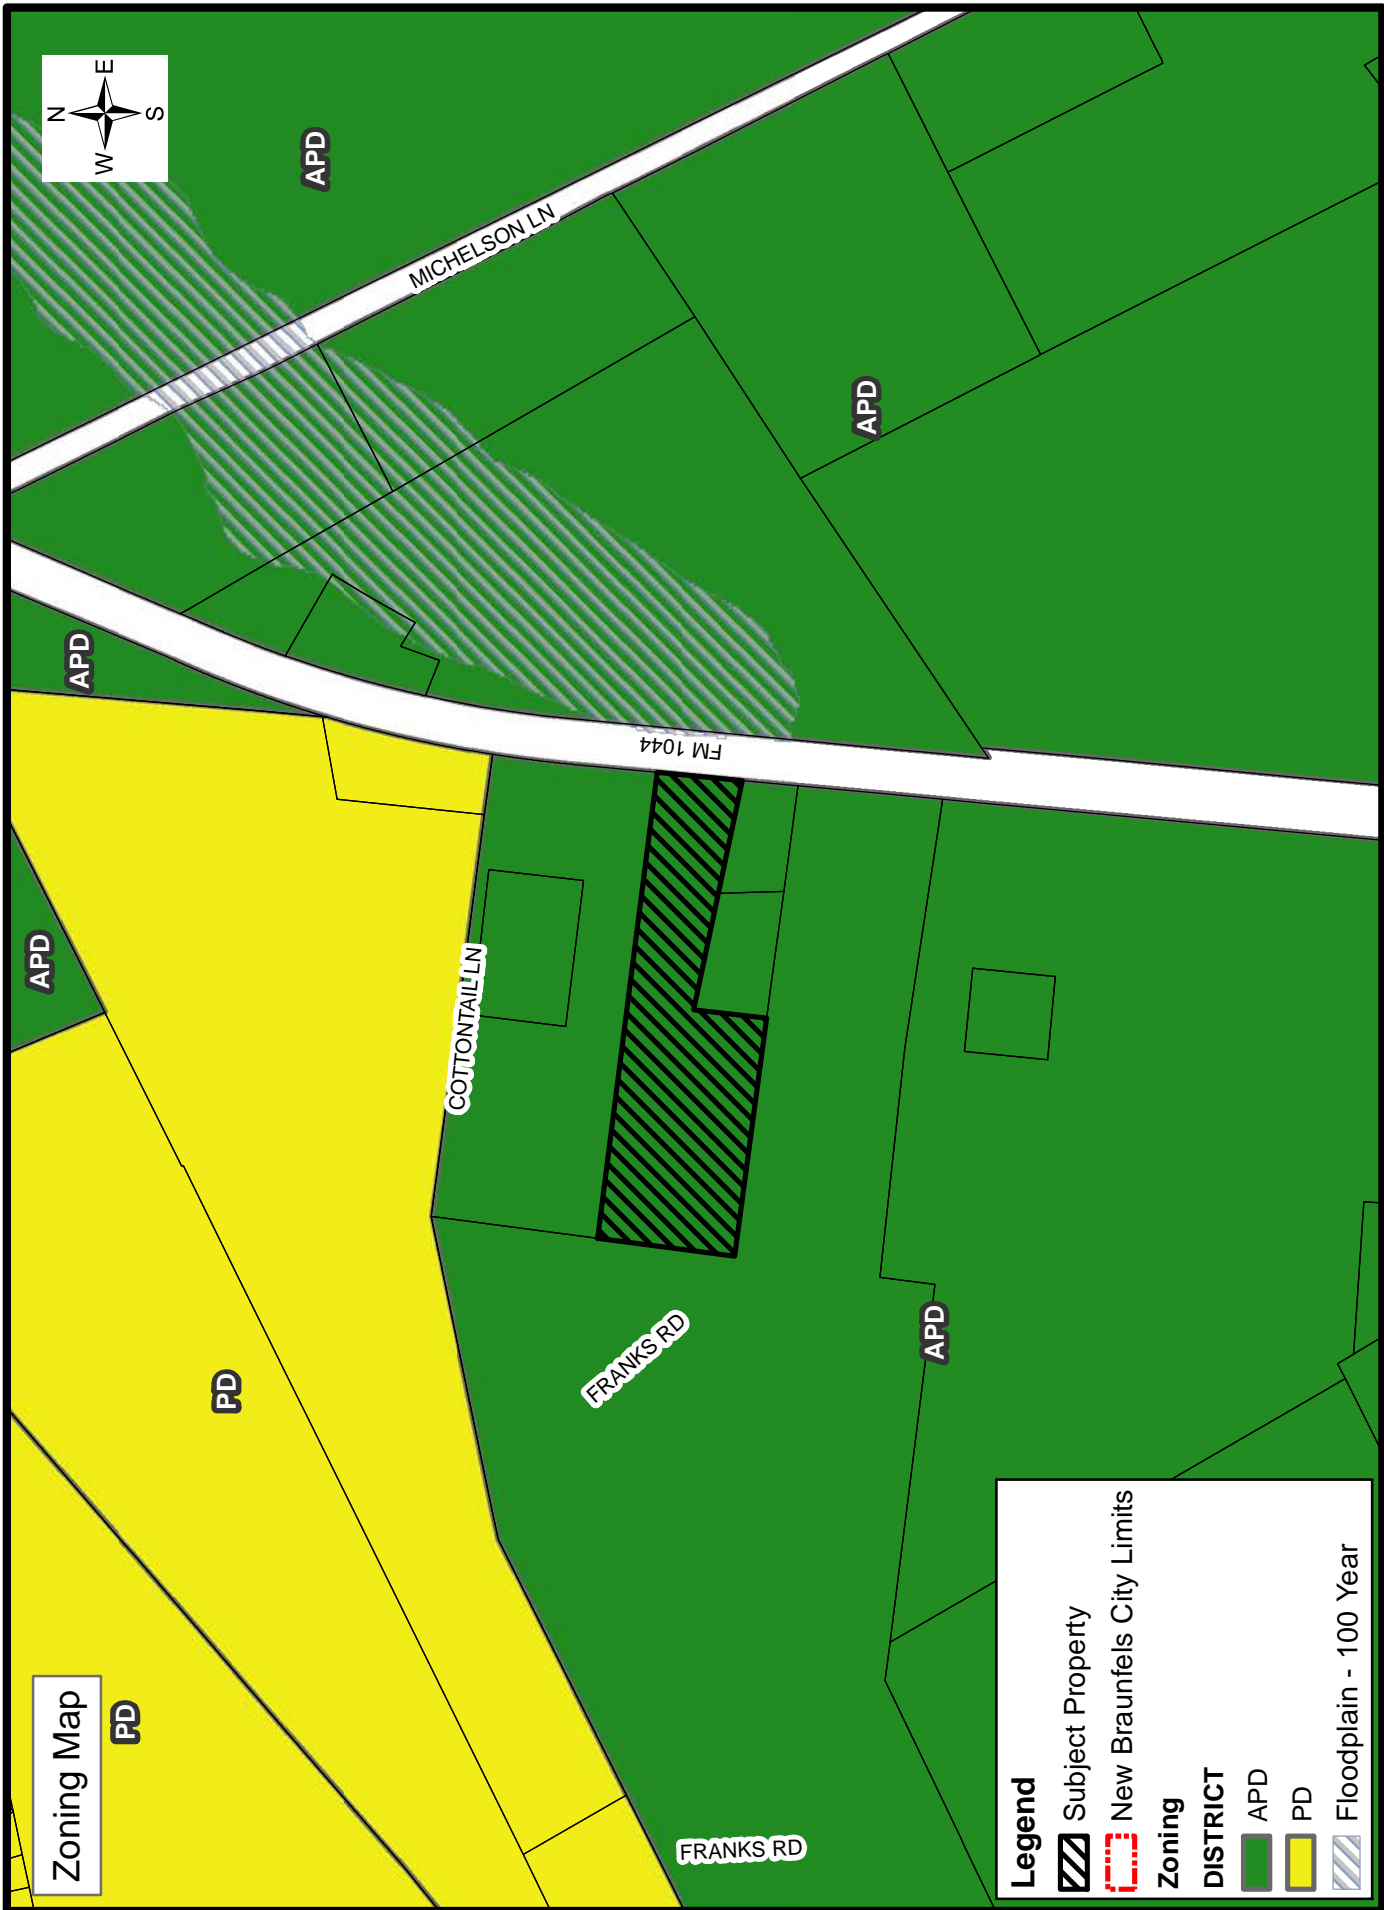 Zoning Map
N
W
E
S
APD
APD
APD
APD
APD
PD
PD
MICHELSON LN
FM 1044
COTTONTAIL LN
FRANKS RD
FRANKS RD
Legend
Subject Property
New Braunfels City Limits
Zoning
DISTRICT
APD
PD
Floodplain - 100 Year